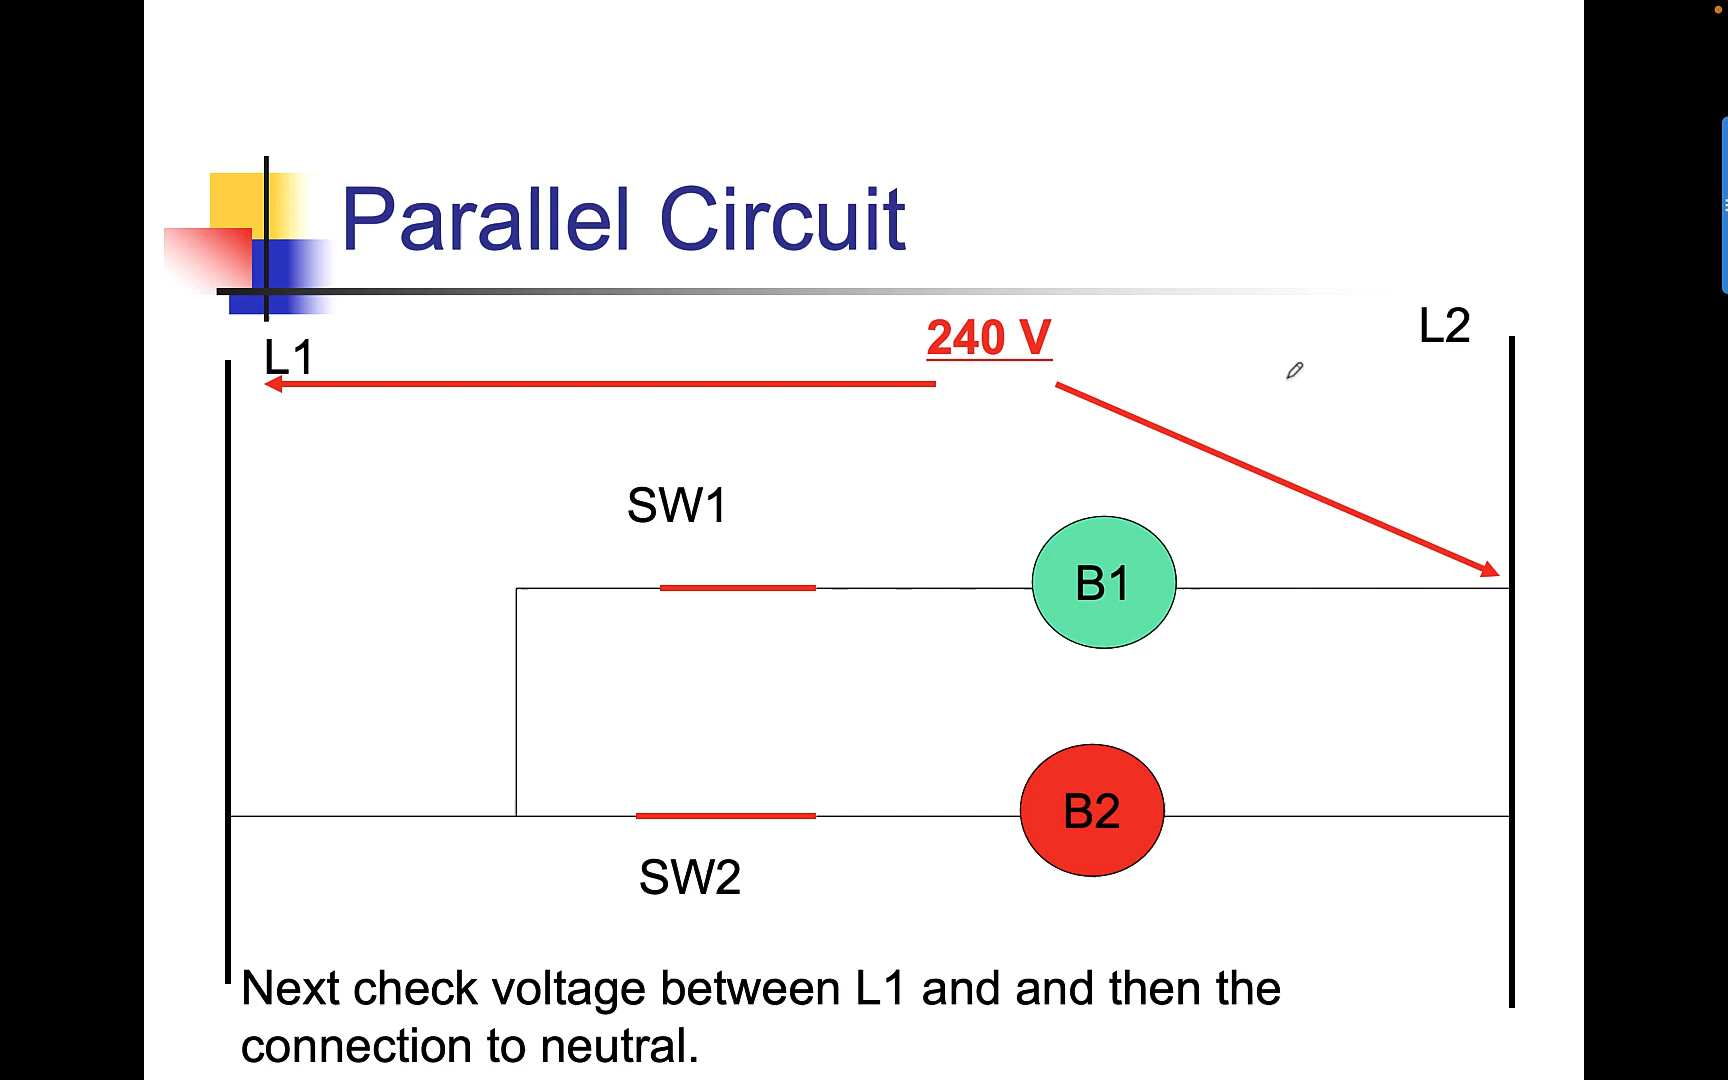 Parallel Circuit
L1
240 V
L2
SW1
B1
B2
SW2
Next check voltage between L1 and and then the
connection to neutral.